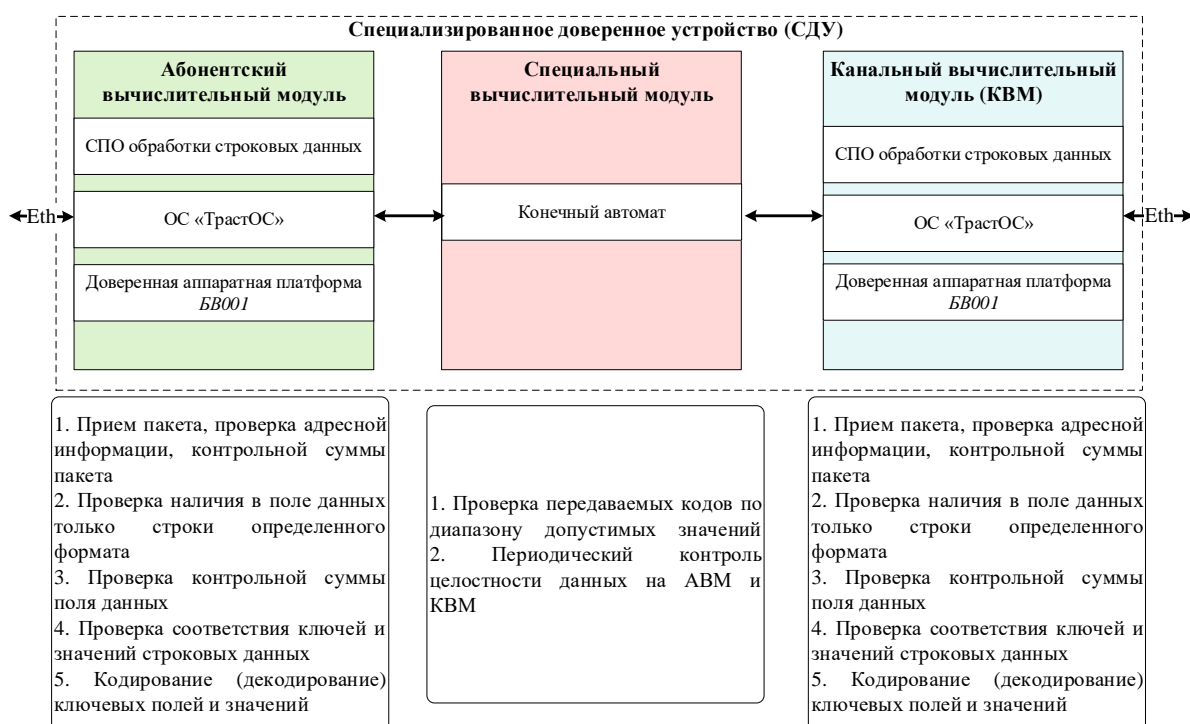 Специализированное доверенное устройство (СДУ)
Абонентский
вычислительный модуль
СПО обработки строковых данных
ОС «ТрастОС»
Доверенная аппаратная платформа
БВ001
Специальный
вычислительный модуль
Конечный автомат
Канальный вычислительный
модуль (КВМ)
СПО обработки строковых данных
ОС «ТрастОС»
Доверенная аппаратная платформа
БВ001
Eth
Eth
1. Прием пакета, проверка адресной
информации, контрольной суммы
пакета
2. Проверка наличия в поле данных
только строки определенного
формата
3. Проверка контрольной суммы
поля данных
4. Проверка соответствия ключей и
значений строковых данных
5. Кодирование (декодирование)
ключевых полей и значений
1. Проверка передаваемых кодов по
диапазону допустимых значений
2. Периодический контроль
целостности данных на АВМ и
КВМ
1. Прием пакета, проверка адресной
информации, контрольной суммы
пакета
2. Проверка наличия в поле данных
только строки определенного
формата
3. Проверка контрольной суммы
поля данных
4. Проверка соответствия ключей и
значений строковых данных
5. Кодирование (декодирование)
ключевых полей и значений